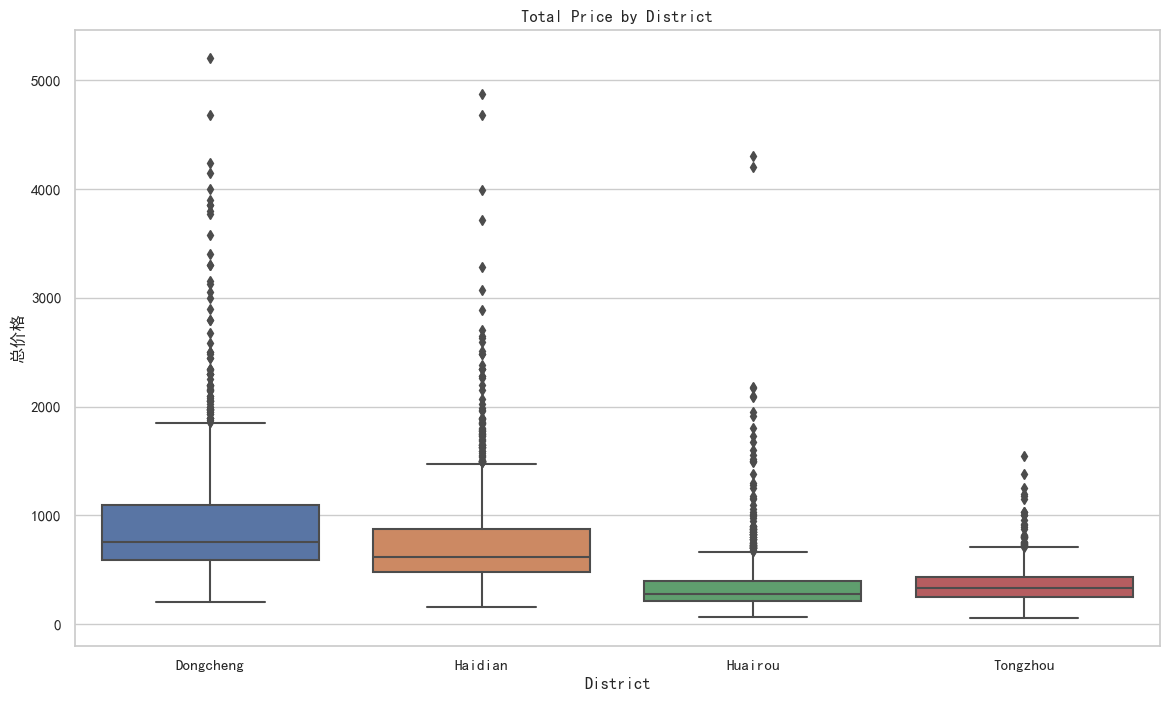 Total Price by District
总价格
5000
4000
3000
2000
1000
0
Dongcheng
Haidian
Huairou
Tongzhou
District